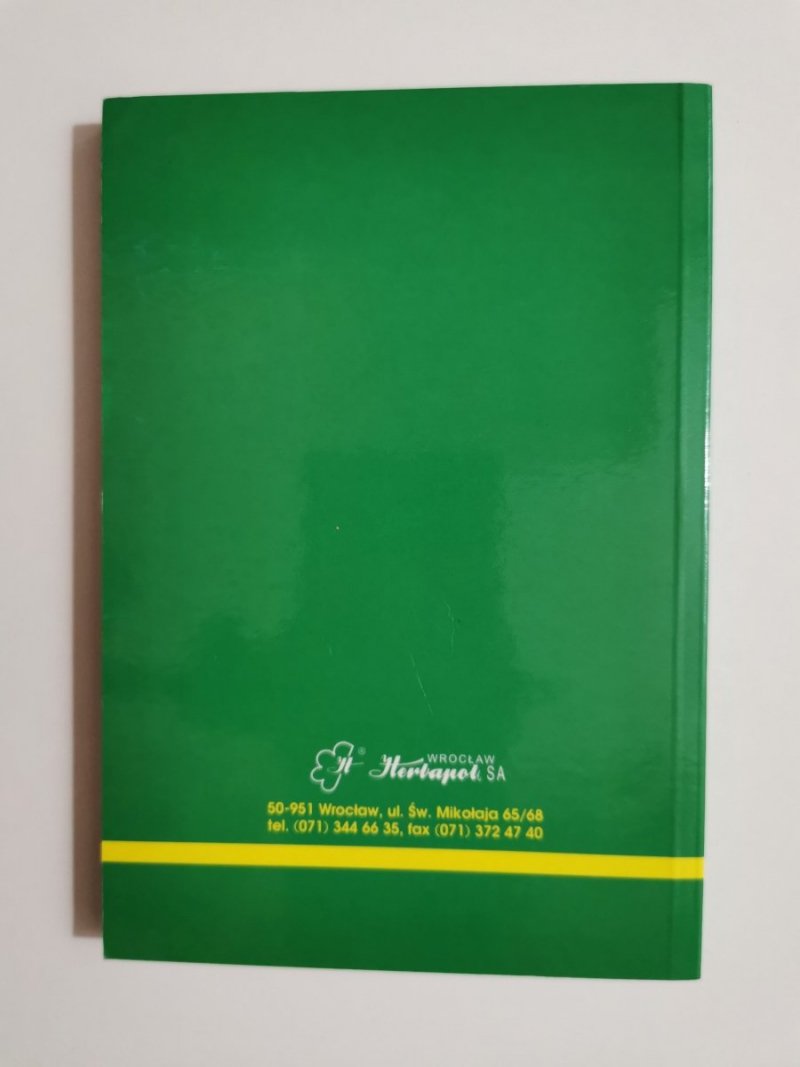 H ®
WROCŁAW
Herbapol SA
50-951 Wrocław, ul. Św. Mikołaja 65/68
tel. (071) 344 66 35, fax (071) 372 47 40